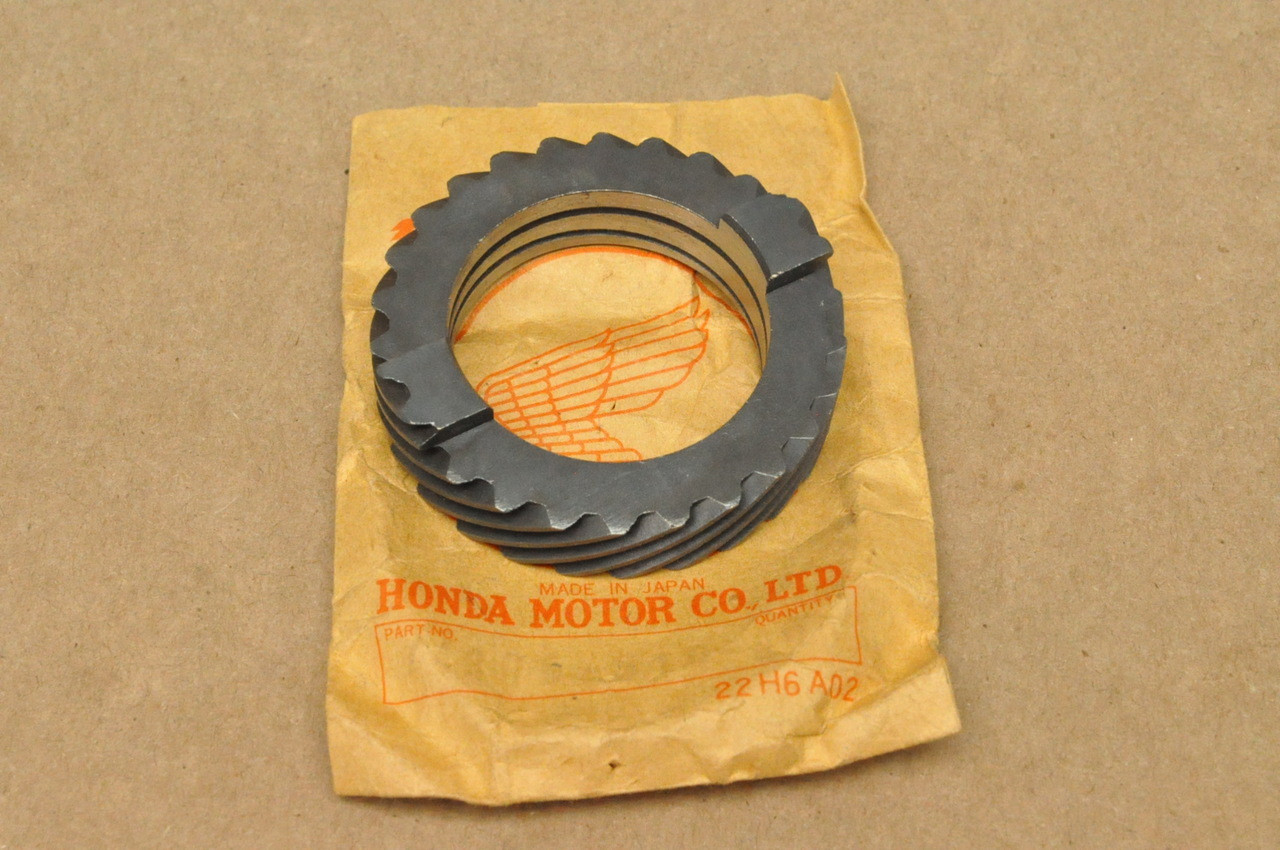 MADE IN JAPAN
HONDA MOTOR CO., LTD
PART NO. QUANTITY
22H6 A02